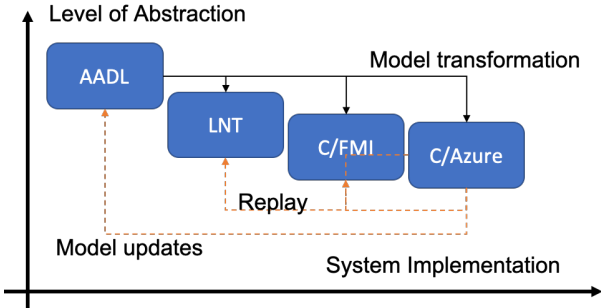 Level of Abstraction
Model transformation
AADL
LNT
C/FMI
C/Azure
Replay
Model updates
System Implementation